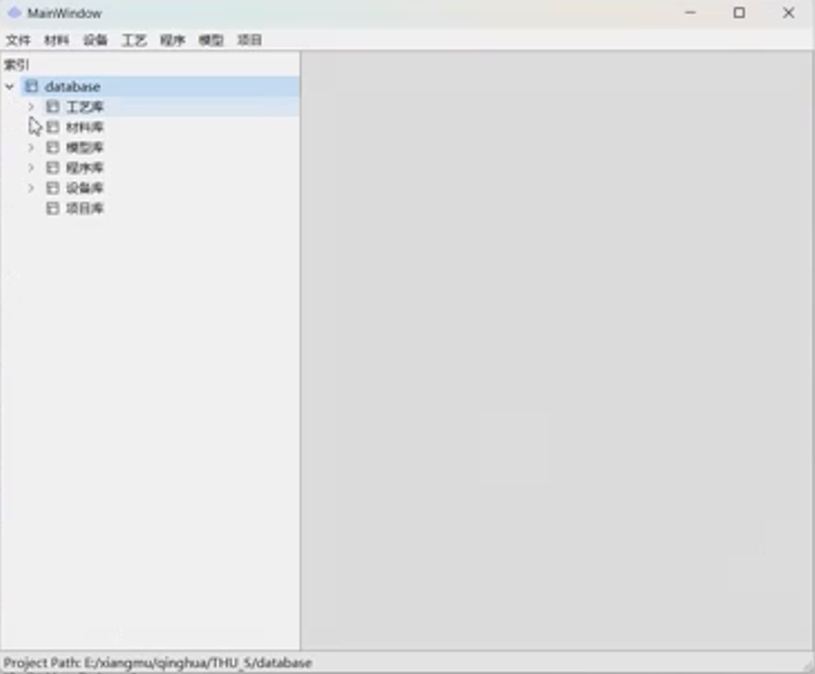 MainWindow
文件 材料 设备 工艺 程序 模型 项目
索引
database
工艺库
材料库
模型库
程序库
设备库
项目库
Project Path: E:/xiangmu/qinghua/THU_S/database